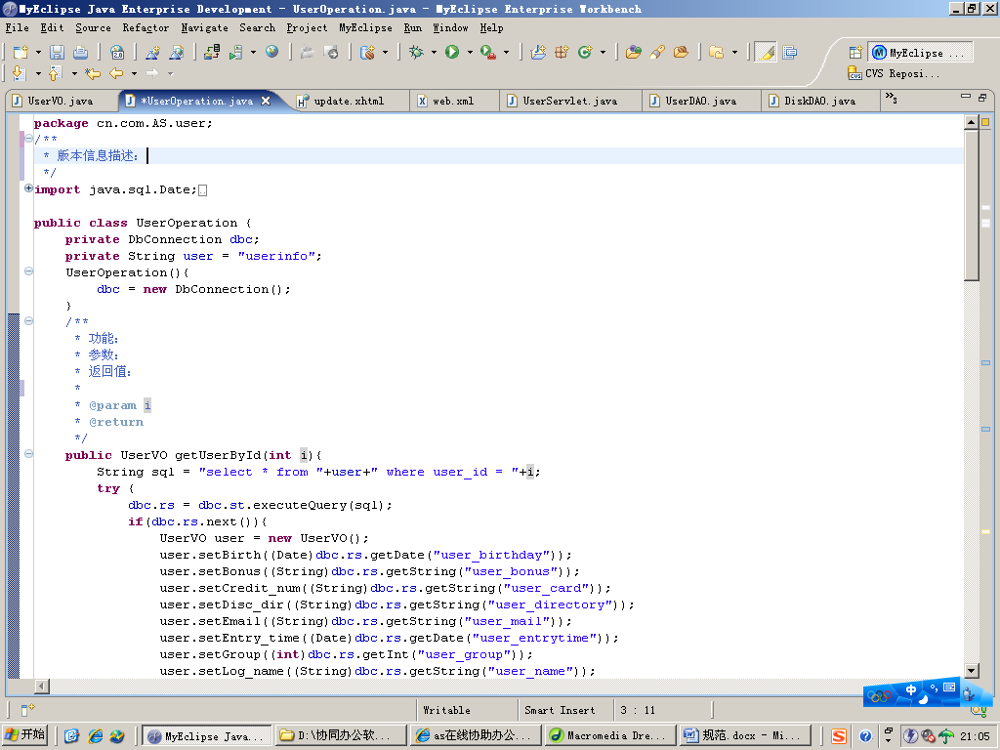 MyEclipse Java Enterprise Development - UserOperation.java - MyEclipse Enterprise Workbench
File Edit Source Refactor Navigate Search Project MyEclipse Run Window Help
MyEclipse ...
CVS Reposi...
UserVO.java *UserOperation.java update.xhtml web.xml UserServlet.java UserDAO.java DiskDAO.java »5
package cn.com.AS.user;
/**
* 版本信息描述:
*/
import java.sql.Date;
public class UserOperation {
private DbConnection dbc;
private String user = "userinfo";
UserOperation(){
dbc = new DbConnection();
}
/**
* 功能:
* 参数:
* 返回值:
*
* @param i
* @return
*/
public UserVO getUserById(int i){
String sql = "select * from "+user+" where user_id = "+i;
try {
dbc.rs = dbc.st.executeQuery(sql);
if(dbc.rs.next()){
UserVO user = new UserVO();
user.setBirth((Date)dbc.rs.getDate("user_birthday"));
user.setBonus((String)dbc.rs.getString("user_bonus"));
user.setCredit_num((String)dbc.rs.getString("user_card"));
user.setDisc_dir((String)dbc.rs.getString("user_directory"));
user.setEmail((String)dbc.rs.getString("user_mail"));
user.setEntry_time((Date)dbc.rs.getDate("user_entrytime"));
user.setGroup((int)dbc.rs.getInt("user_group"));
user.setLog_name((String)dbc.rs.getString("user_name"));
中
Writable Smart Insert 3 : 11
开始 MyEclipse Java... D:\协同办公软... as在线协助办公... Macromedia Dre... 规范.docx - Mi... 21:05